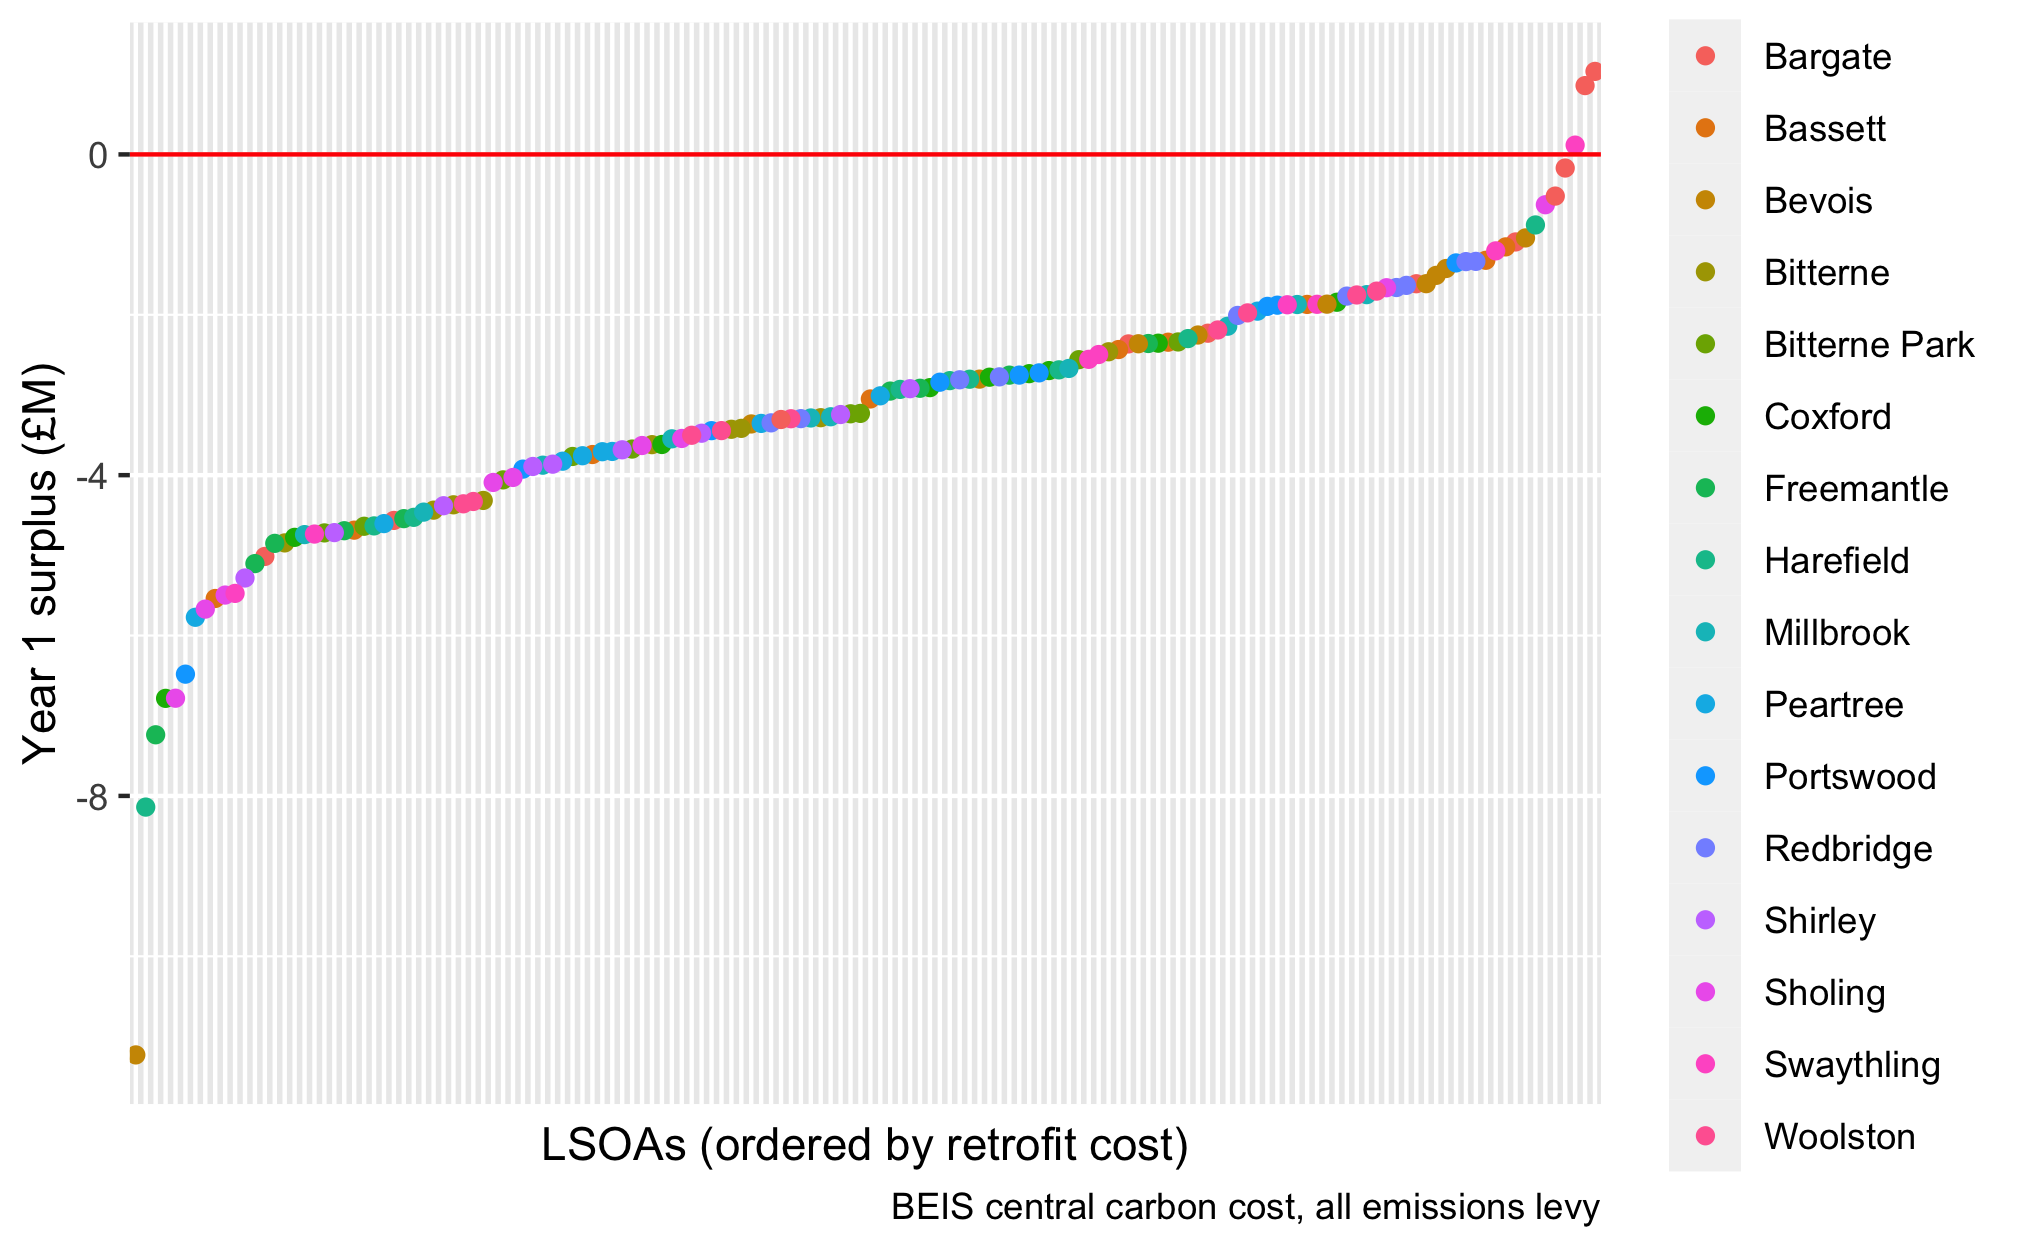 Year 1 surplus (£M)
0
-4
-8
LSOAs (ordered by retrofit cost)
BEIS central carbon cost, all emissions levy
Bargate
Bassett
Bevois
Bitterne
Bitterne Park
Coxford
Freemantle
Harefield
Millbrook
Peartree
Portswood
Redbridge
Shirley
Sholing
Swaythling
Woolston